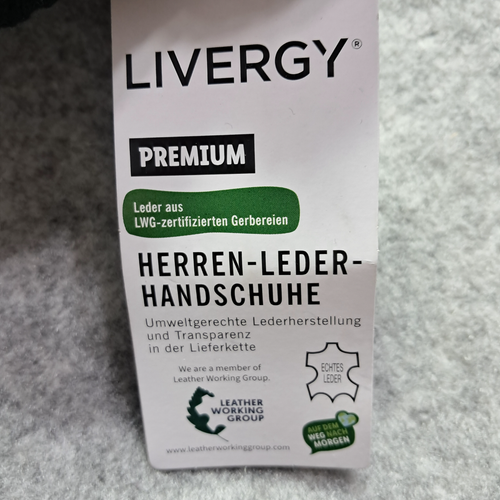 LIVERGY®
PREMIUM
Leder aus
LWG-zertifizierten Gerbereien
HERREN-LEDER-
HANDSCHUHE
Umweltgerechte Lederherstellung
und Transparenz
in der Lieferkette
We are a member of
Leather Working Group.
LEATHER
WORKING
GROUP
www.leatherworkinggroup.com
ECHTES
LEDER
AUF DEM
WEG NACH
MORGEN